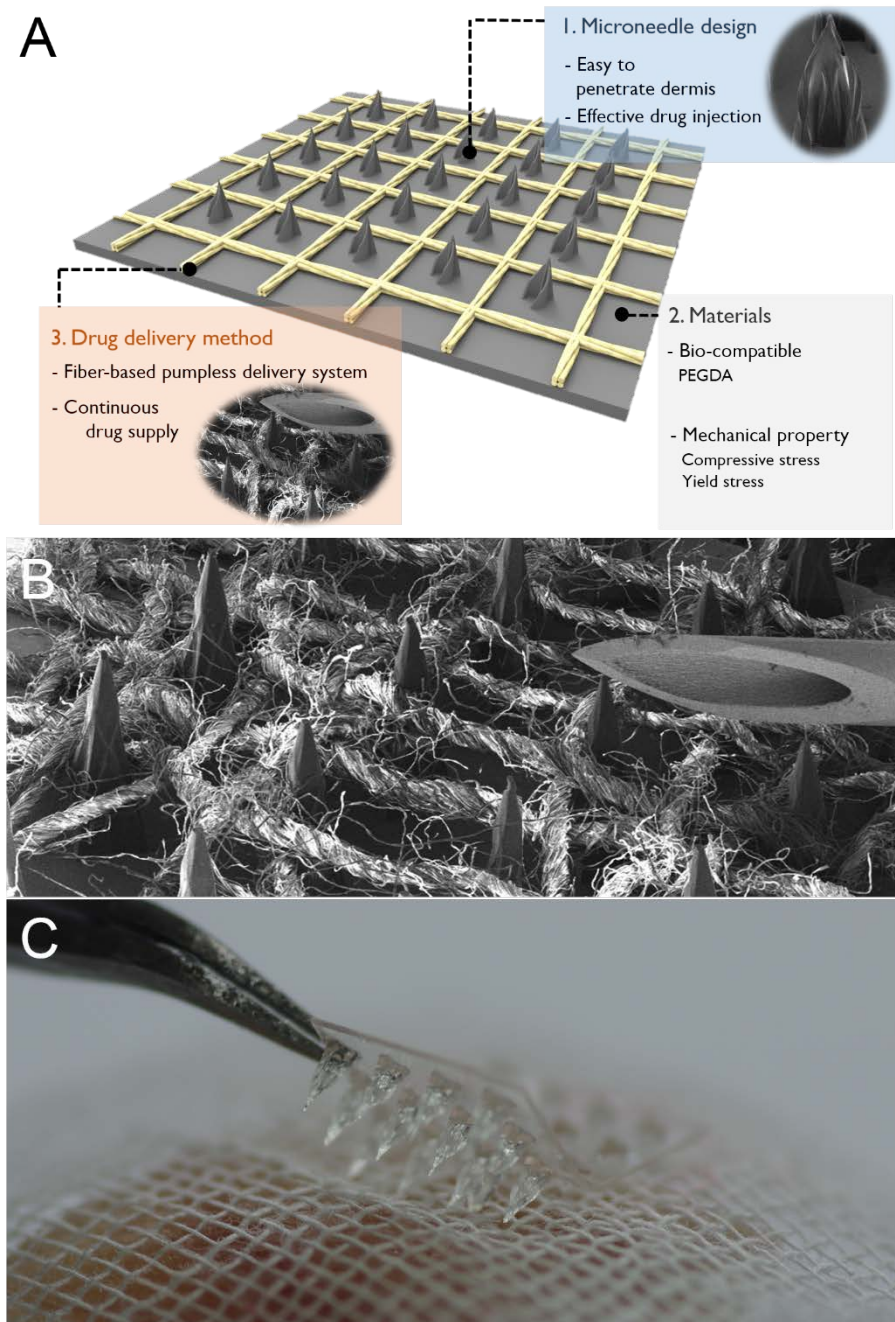 A
1. Microneedle design
- Easy to
penetrate dermis
- Effective drug injection
3. Drug delivery method
- Fiber-based pumpless delivery system
- Continuous
drug supply
2. Materials
- Bio-compatible
PEGDA
- Mechanical property
Compressive stress
Yield stress
B
C